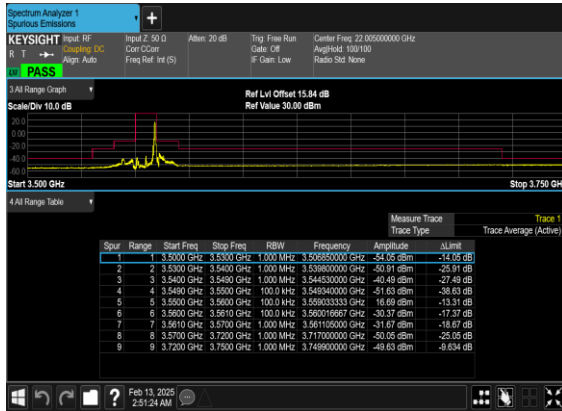 Spectrum Analyzer 1
Spurious Emissions
KEYSIGHT Input: RF Input Z: 50 Ω Atten: 20 dB Trig: Free Run Center Freq: 22.005000000 GHz
R T Coupling: DC Corr CCorr Gate: Off Avg|Hold: 100/100
Align: Auto Freq Ref: Int (S) IF Gain: Low Radio Std: None
PASS
3 All Range Graph Ref Lvl Offset 15.84 dB
Scale/Div 10.0 dB Ref Value 30.00 dBm
20.0
0.00
-20.0
-40.0
-60.0
Start 3.500 GHz Stop 3.750 GH
4 All Range Table
Measure Trace Trace 1
Trace Type Trace Average (Active)
Spur Range Start Freq Stop Freq RBW Frequency Amplitude ΔLimit
1 1 3.5000 GHz 3.5300 GHz 1.000 MHz 3.506850000 GHz -54.05 dBm -14.05 dB
2 2 3.5300 GHz 3.5400 GHz 1.000 MHz 3.539800000 GHz -50.91 dBm -25.91 dB
3 3 3.5400 GHz 3.5490 GHz 1.000 MHz 3.544530000 GHz -40.49 dBm -27.49 dB
4 4 3.5490 GHz 3.5500 GHz 100.0 kHz 3.549340000 GHz -51.63 dBm -38.63 dB
5 5 3.5500 GHz 3.5600 GHz 100.0 kHz 3.559033333 GHz 16.69 dBm -13.31 dB
6 6 3.5600 GHz 3.5610 GHz 100.0 kHz 3.560016667 GHz -30.37 dBm -17.37 dB
7 7 3.5610 GHz 3.5700 GHz 1.000 MHz 3.561105000 GHz -31.67 dBm -18.67 dB
8 8 3.5700 GHz 3.7200 GHz 1.000 MHz 3.717000000 GHz -50.05 dBm -25.05 dB
9 9 3.7200 GHz 3.7500 GHz 1.000 MHz 3.749900000 GHz -49.63 dBm -9.634 dB
Feb 13, 2025
2:51:24 AM